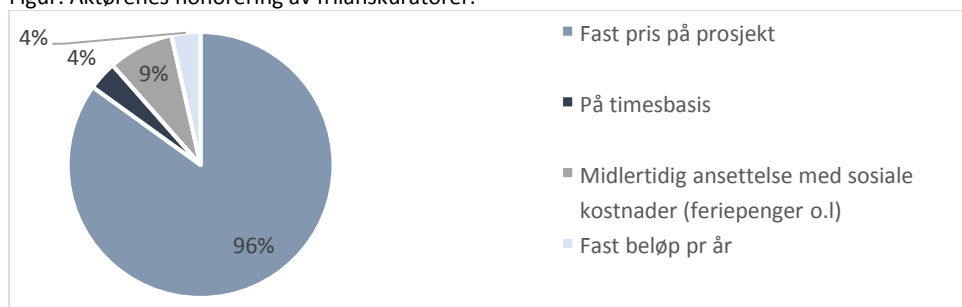 Figur: Aktørenes honorering av frilanskuratorer.
4%
4%
9%
96%
Fast pris på prosjekt
På timesbasis
Midlertidig ansettelse med sosiale
kostnader (feriepenger o.l)
Fast beløp pr år